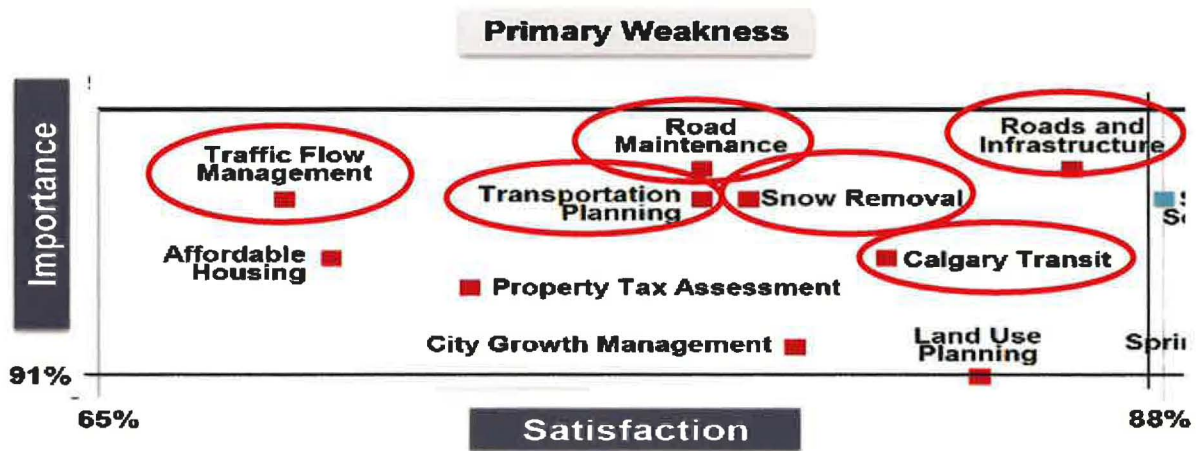 Primary Weakness
Importance
Road
Maintenance
Roads and
Infrastructure
Traffic Flow
Management
Transportation
Planning
Snow Removal
Affordable
Housing
Calgary Transit
Property Tax Assessment
City Growth Management
Land Use
Planning
91%
65%
Satisfaction
88%